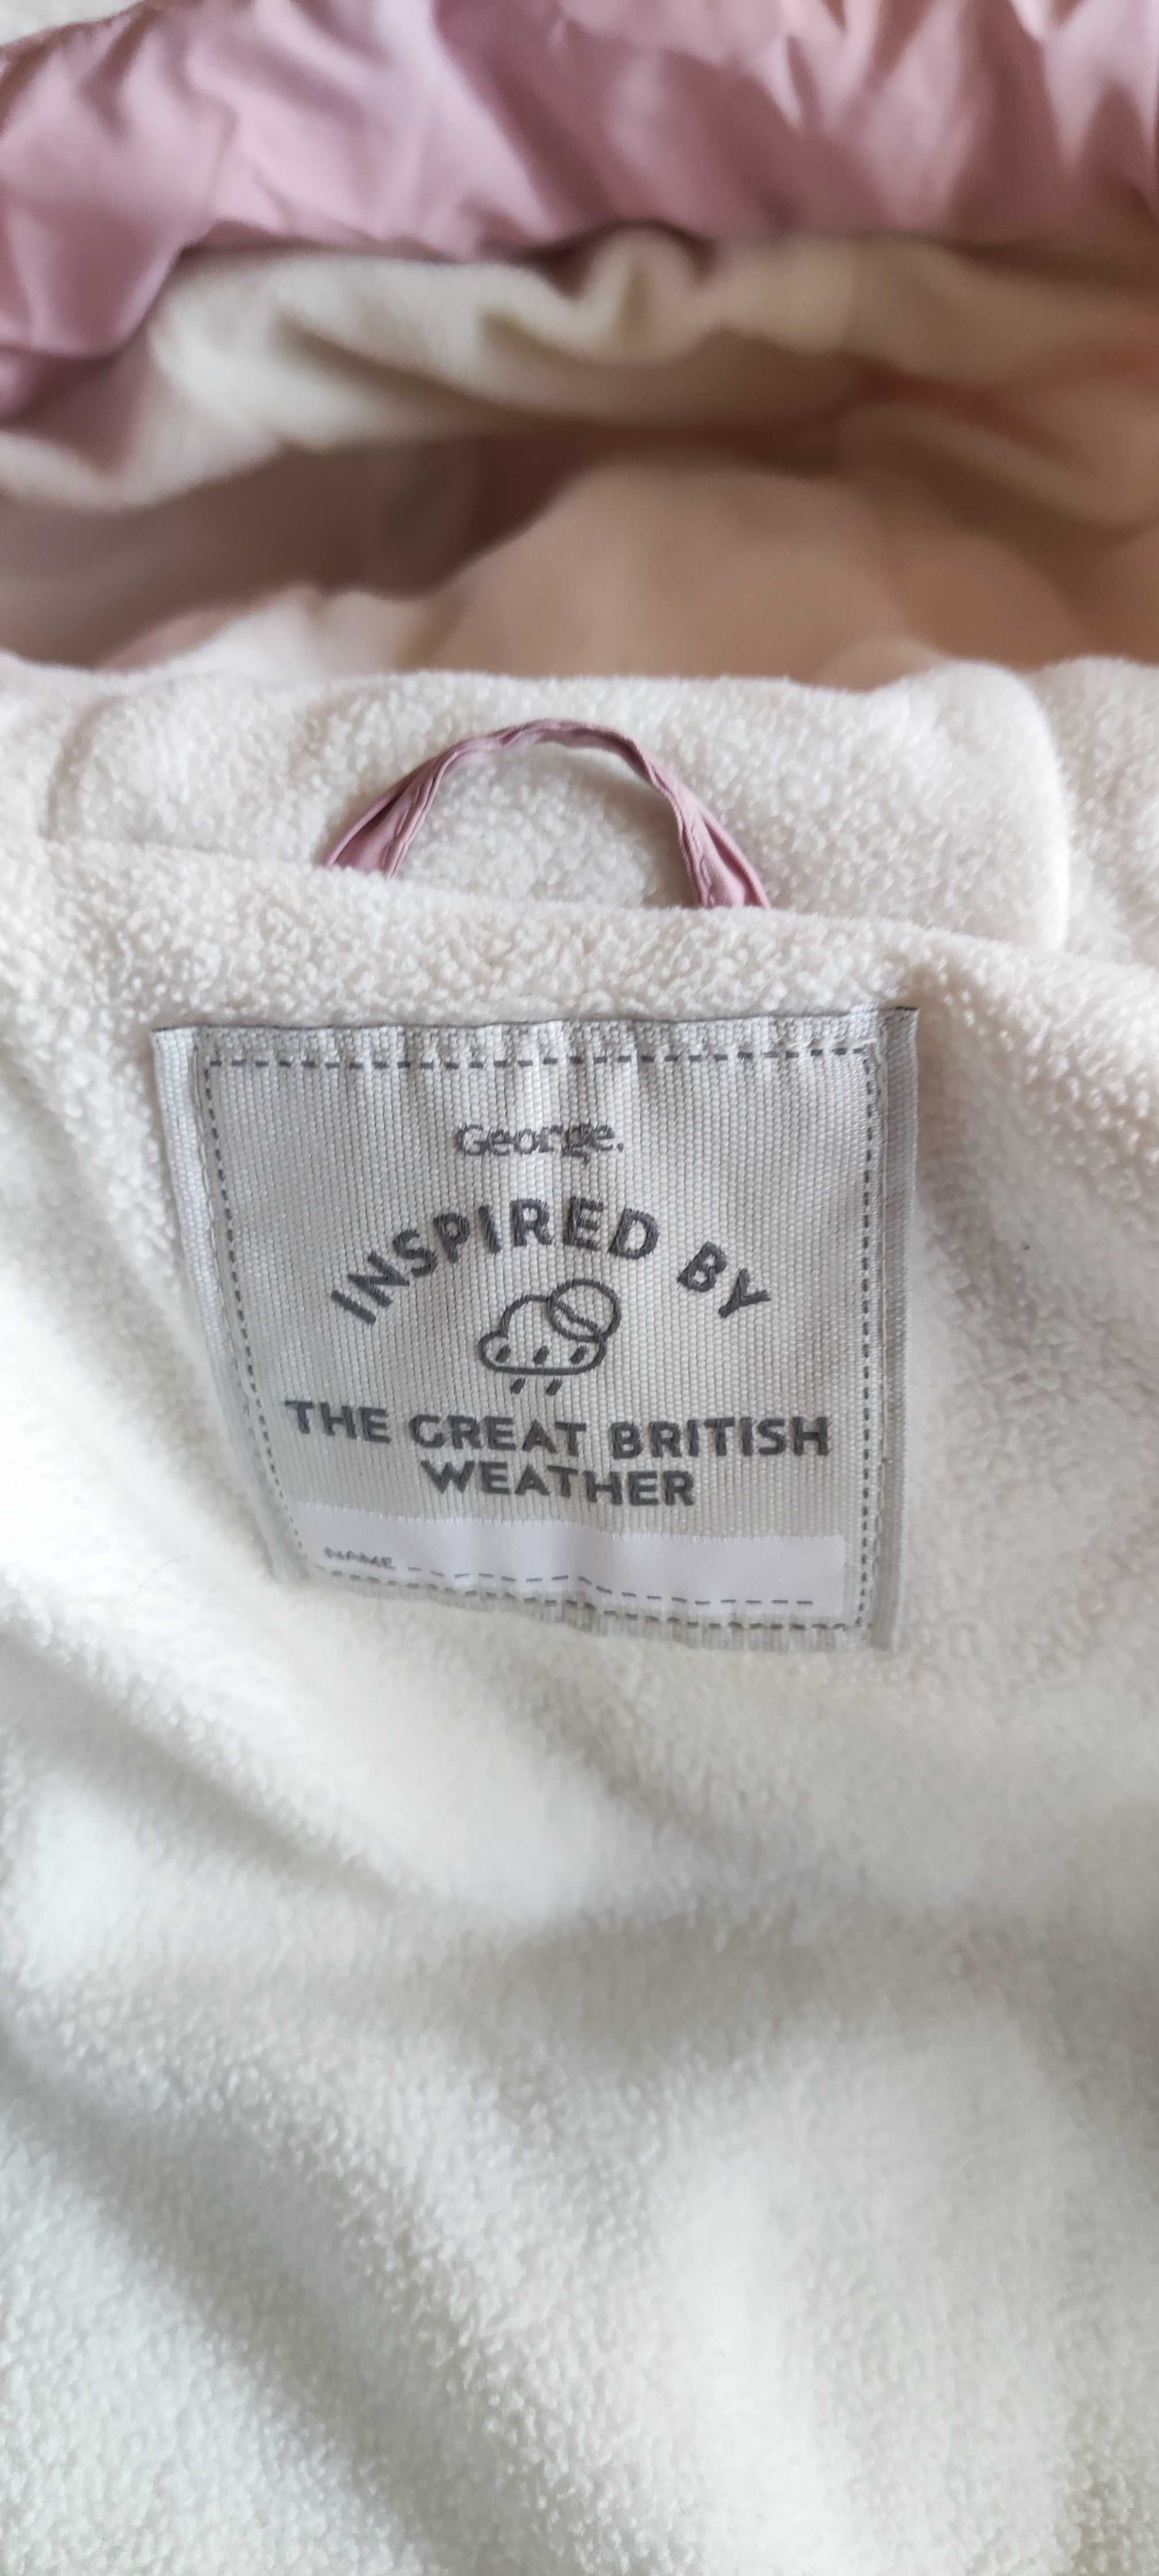 George.
INSPIRED BY
THE GREAT BRITISH
WEATHER
NAME